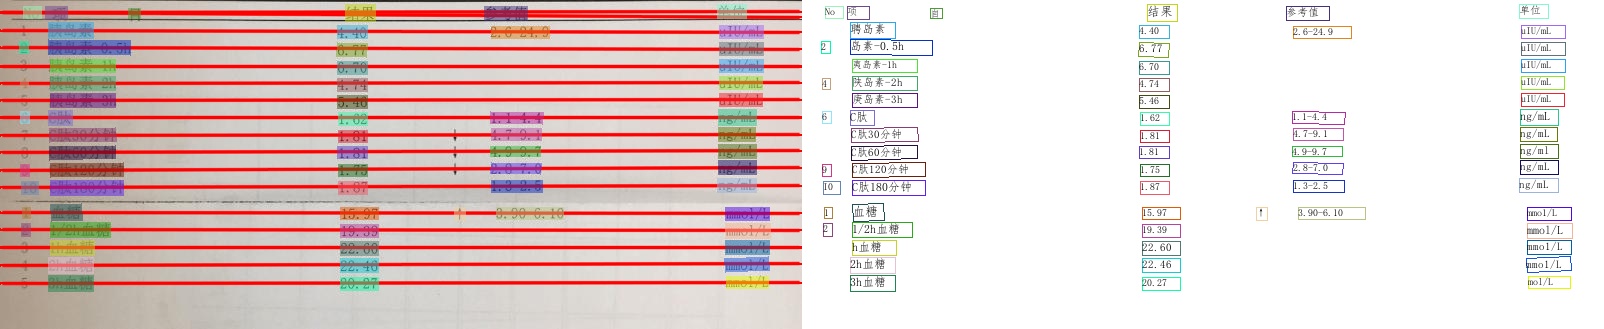 No 项 目 结果 参考值 单位
聘岛素 4.40 2.6-24.9 uIU/mL
2 岛素-0.5h 6.77 uIU/mL
胰岛素-1h 6.70 uIU/mL
4 胰岛素-2h 4.74 uIU/mL
胰岛素-3h 5.46 uIU/mL
6 C肽 1.62 1.1-4.4 ng/mL
C肽30分钟 1.81 4.7-9.1 ng/mL
C肽60分钟 1.81 4.9-9.7 ng/ml
9 C肽120分钟 1.75 2.8-7.0 ng/mL
10 C肽180分钟 1.87 1.3-2.5 ng/mL
1 血糖 15.97 ↑ 3.90-6.10 mmol/L
2 1/2h血糖 19.39 mmol/L
h血糖 22.60 mmol/L
2h血糖 22.46 mmol/L
3h血糖 20.27 mol/L